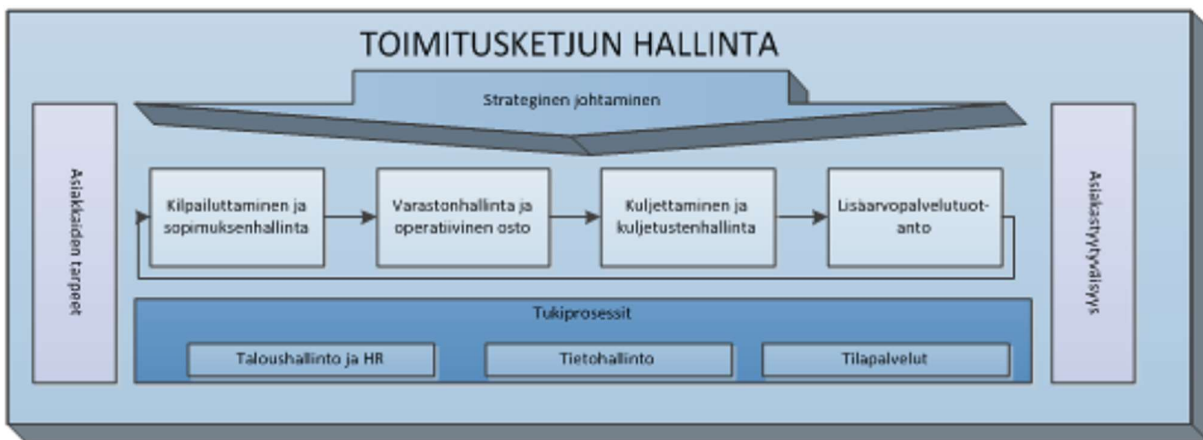 TOIMITUSKETJUN HALLINTA
Strateginen johtaminen
Asiakkaiden tarpeet
Kilpailuttaminen ja
sopimuksenhallinta
Varastonhallinta ja
operatiivinen osto
Kuljettaminen ja
kuljetustenhallinta
Lisäarvopalvelutuot-
anto
Asiakastyytyväisyys
Tukiprosessit
Taloushallinto ja HR
Tietohallinto
Tilapalvelut